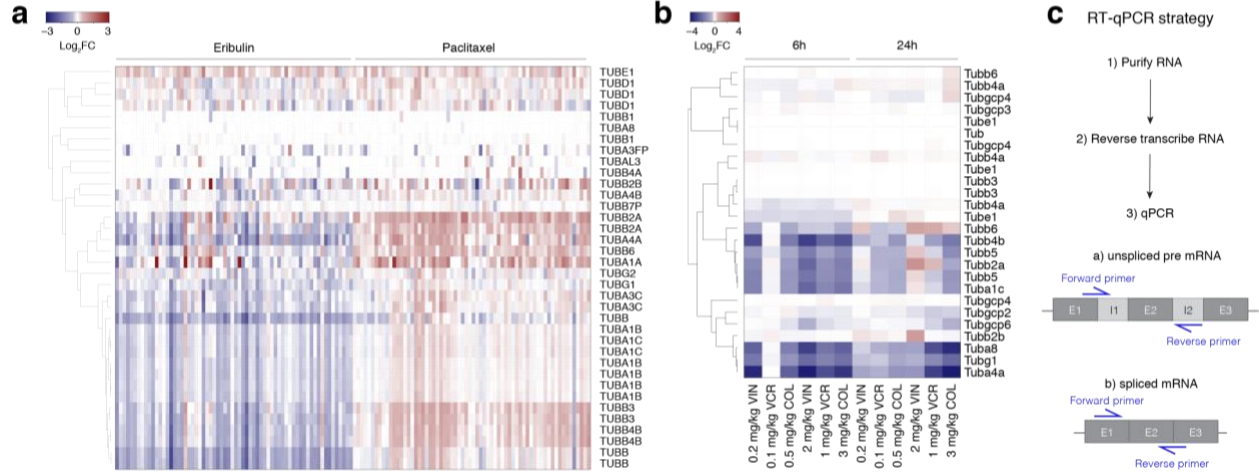 a
−3 0 3
Log2FC
Eribulin Paclitaxel
TUBE1
TUBD1
TUBD1
TUBD1
TUBB1
TUBA8
TUBB1
TUBA3FP
TUBAL3
TUBB4A
TUBB2B
TUBA4B
TUBB7P
TUBB2A
TUBB2A
TUBA4A
TUBB6
TUBA1A
TUBG2
TUBG1
TUBA3C
TUBA3C
TUBB
TUBA1B
TUBA1C
TUBA1C
TUBA1B
TUBA1B
TUBA1B
TUBA1B
TUBB3
TUBB3
TUBB4B
TUBB4B
TUBB
TUBB
b
−4 0 4
Log2FC
6h 24h
Tubb6
Tubb4a
Tubgcp4
Tubgcp3
Tube1
Tub
Tubgcp4
Tubb4a
Tube1
Tubb3
Tubb3
Tubb4a
Tube1
Tubb6
Tubb4b
Tubb5
Tubb2a
Tubb5
Tuba1c
Tubgcp4
Tubgcp2
Tubgcp6
Tubb2b
Tuba8
Tubg1
Tuba4a
0.2 mg/kg VIN
0.1 mg/kg VCR
0.5 mg/kg COL
2 mg/kg VIN
1 mg/kg VCR
3 mg/kg COL
0.2 mg/kg VIN
0.1 mg/kg VCR
0.5 mg/kg COL
2 mg/kg VIN
1 mg/kg VCR
3 mg/kg COL
c
RT-qPCR strategy
1) Purify RNA
2) Reverse transcribe RNA
3) qPCR
a) unspliced pre mRNA
Forward primer
E1 I1 E2 I2 E3
Reverse primer
b) spliced mRNA
Forward primer
E1 E2 E3
Reverse primer